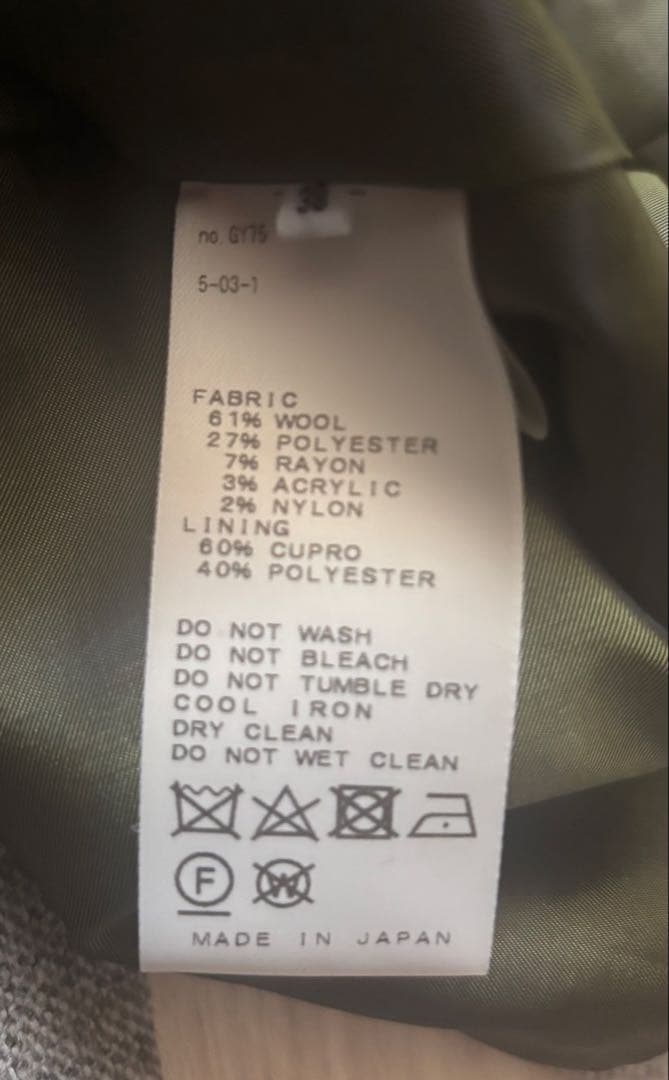 38
no. GY75
5-03-1
FABRIC
61% WOOL
27% POLYESTER
7% RAYON
3% ACRYLIC
2% NYLON
LINING
60% CUPRO
40% POLYESTER
DO NOT WASH
DO NOT BLEACH
DO NOT TUMBLE DRY
COOL IRON
DRY CLEAN
DO NOT WET CLEAN
F W
MADE IN JAPAN